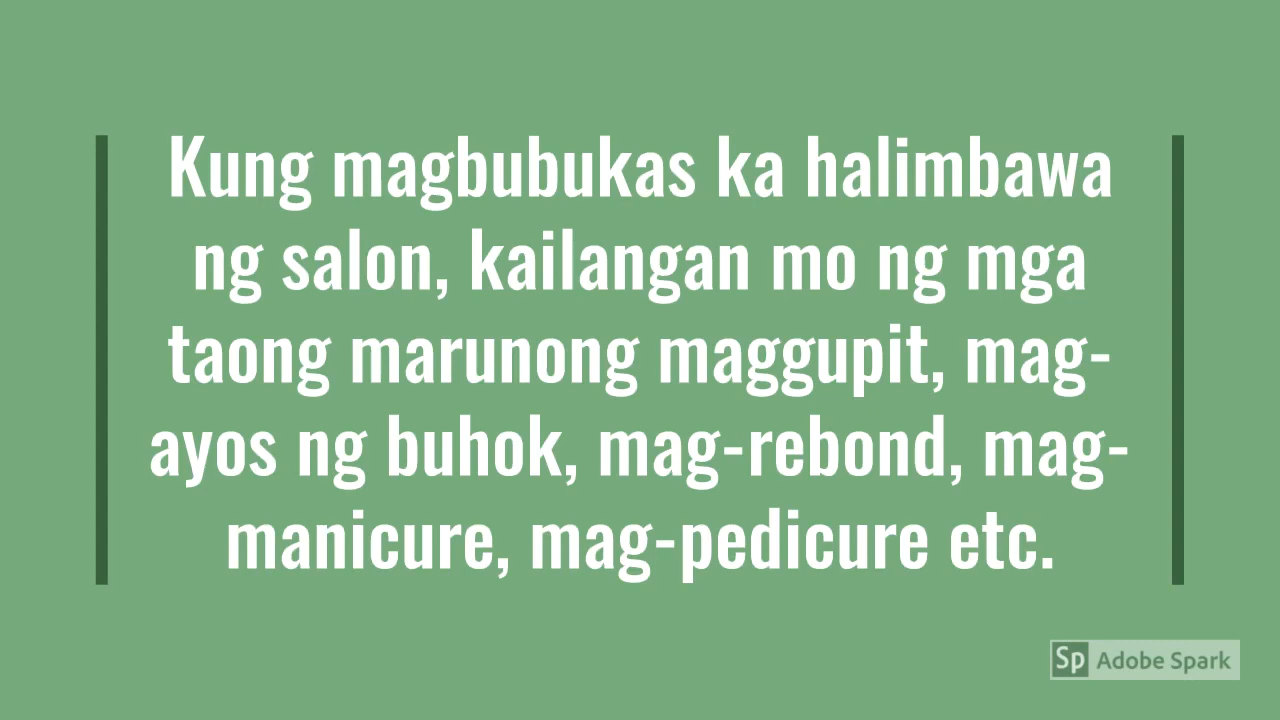 Kung magbubukas ka halimbawa
ng salon, kailangan mo ng mga
taong marunong maggupit, mag-
ayos ng buhok, mag-rebond, mag-
manicure, mag-pedicure etc.
Sp Adobe Spark